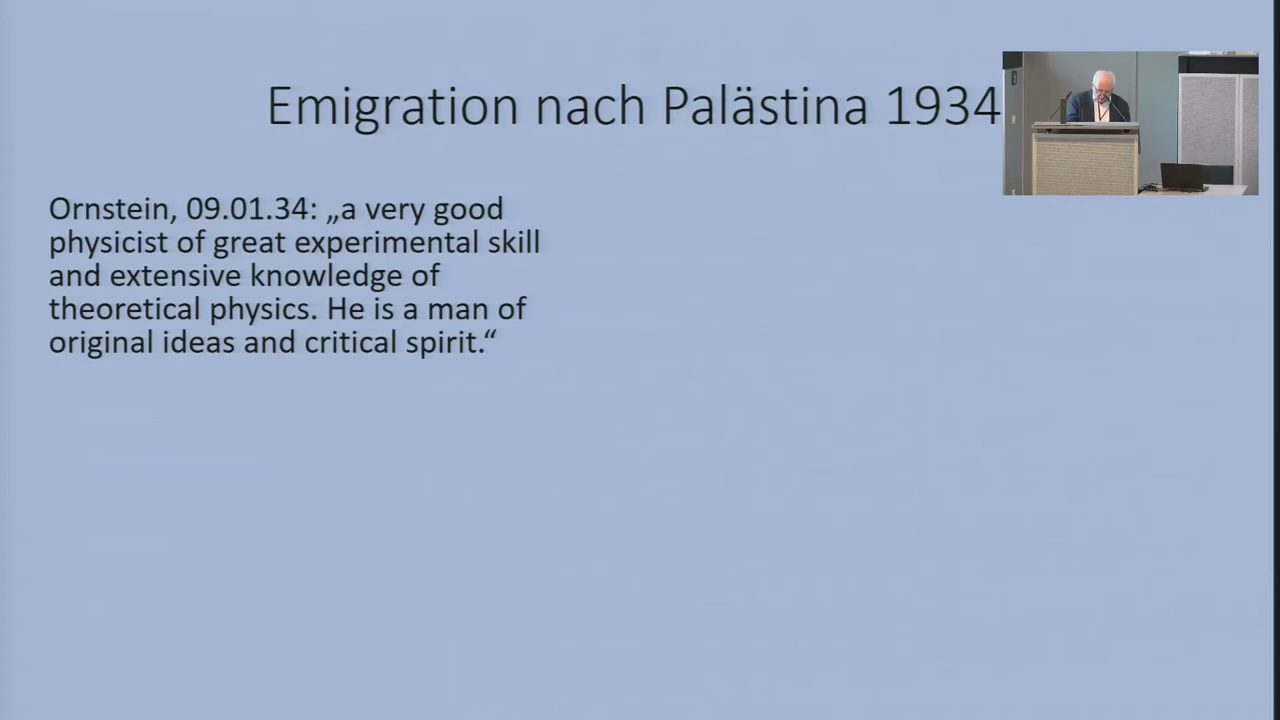 Emigration nach Palästina 1934
Ornstein, 09.01.34: „a very good
physicist of great experimental skill
and extensive knowledge of
theoretical physics. He is a man of
original ideas and critical spirit.“